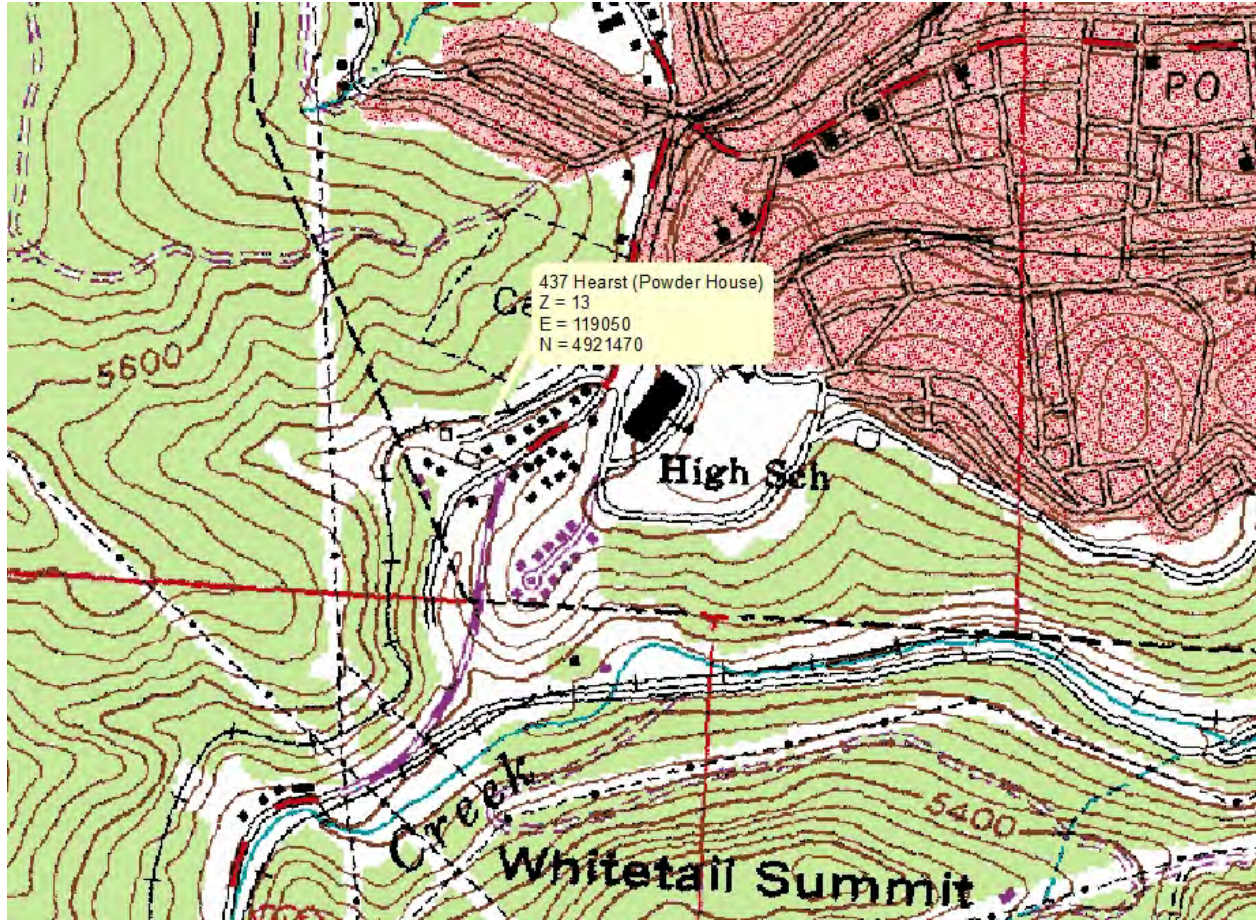 PO
437 Hearst (Powder House)
Z = 13
E = 119050
N = 4921470
5600
High Sch
Creek
5400
Whitetail Summit